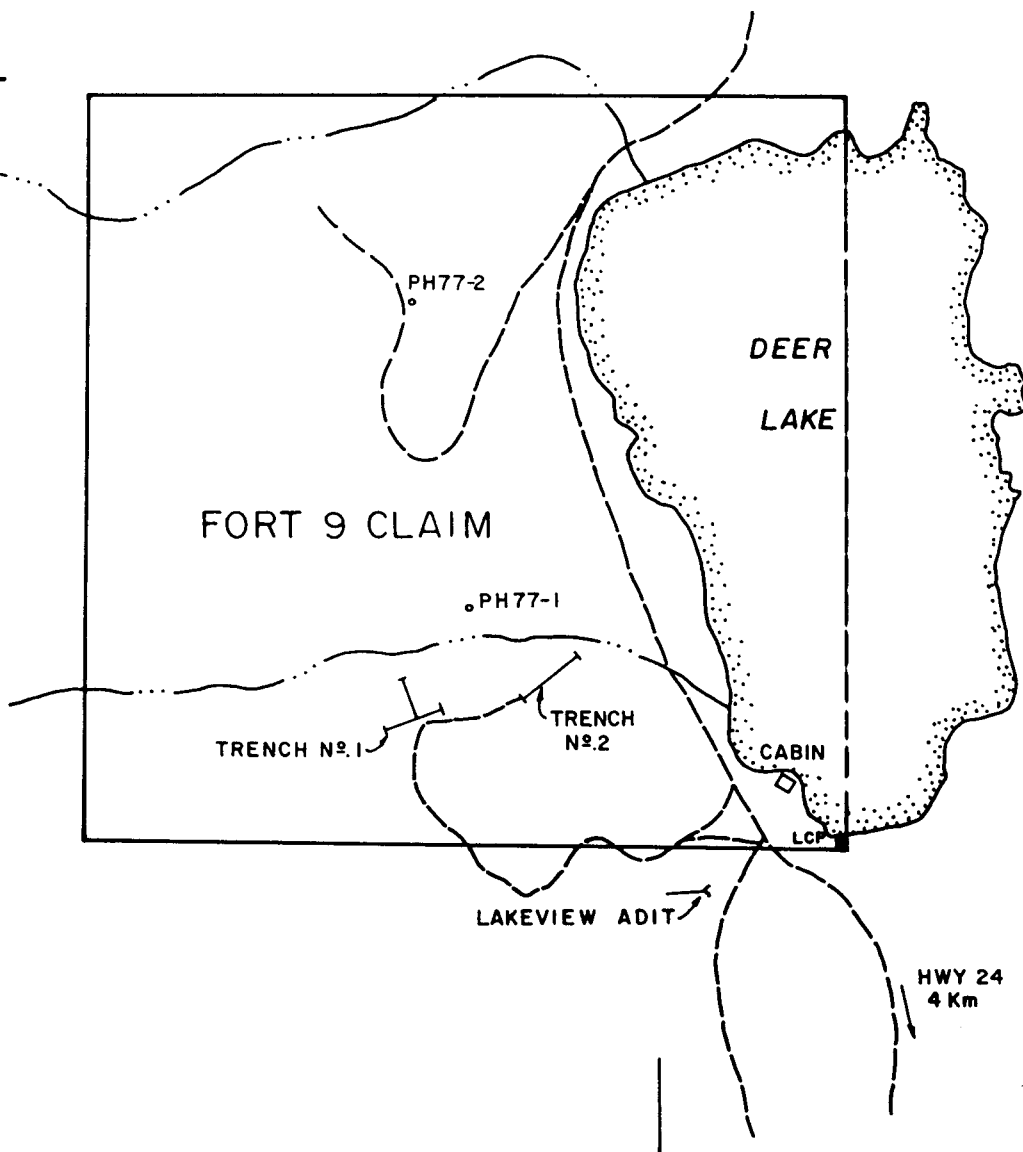 PH77-2
DEER
LAKE
FORT 9 CLAIM
PH77-1
TRENCH Nº.1
TRENCH
Nº.2
CABIN
LCP
LAKEVIEW ADIT
HWY 24
4 Km